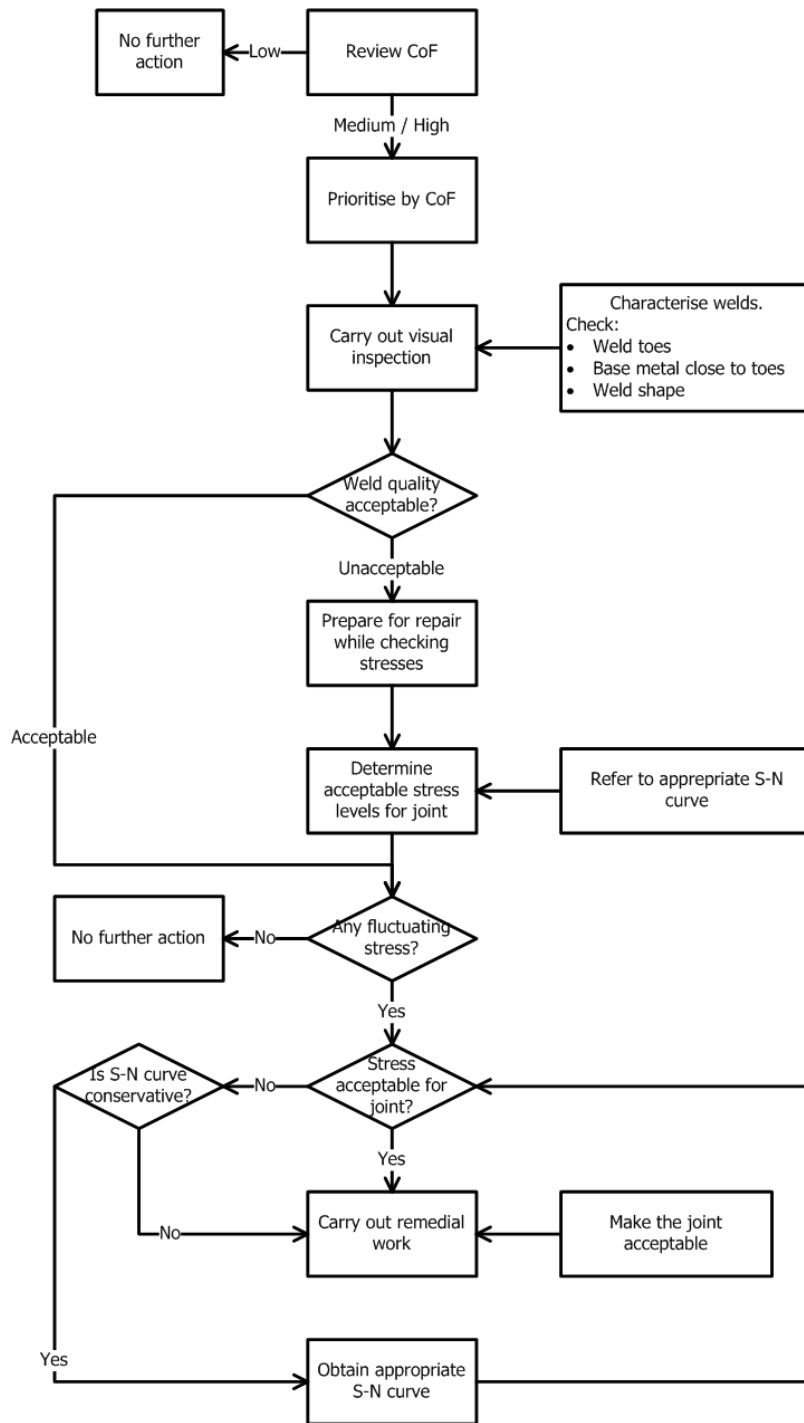 No further
action
Low
Review CoF
Medium / High
Prioritise by CoF
Carry out visual
inspection
Characterise welds.
Check:
• Weld toes
• Base metal close to toes
• Weld shape
Weld quality
acceptable?
Unacceptable
Prepare for repair
while checking
stresses
Acceptable
Determine
acceptable stress
levels for joint
Refer to apprepriate S-N
curve
No further action
No
Any fluctuating
stress?
Yes
Is S-N curve
conservative?
No
Stress
acceptable for
joint?
Yes
No
Carry out remedial
work
Make the joint
acceptable
Yes
Obtain appropriate
S-N curve